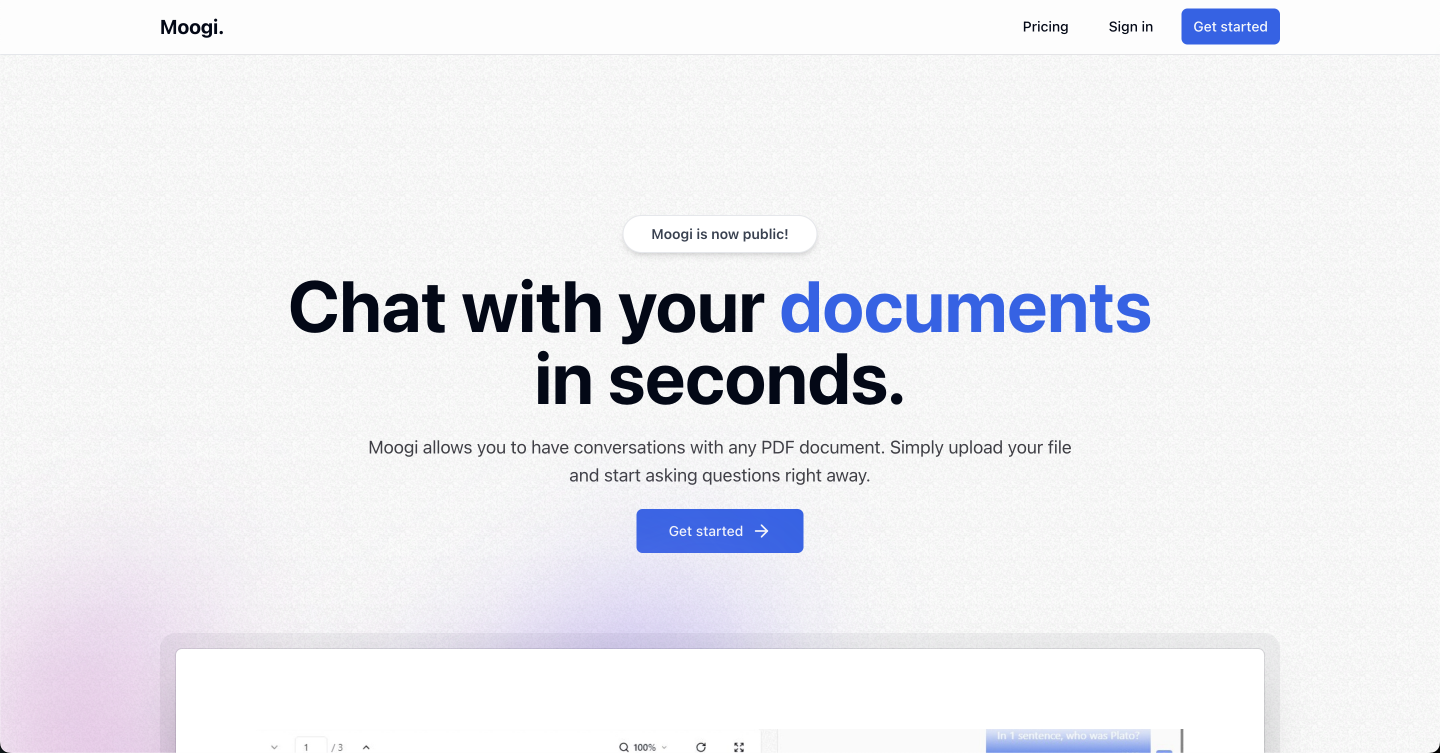 Moogi.
Pricing
Sign in
Get started
Moogi is now public!
Chat with your documents
in seconds.
Moogi allows you to have conversations with any PDF document. Simply upload your file
and start asking questions right away.
Get started
1 / 3
100%
In 1 sentence, who was Plato?